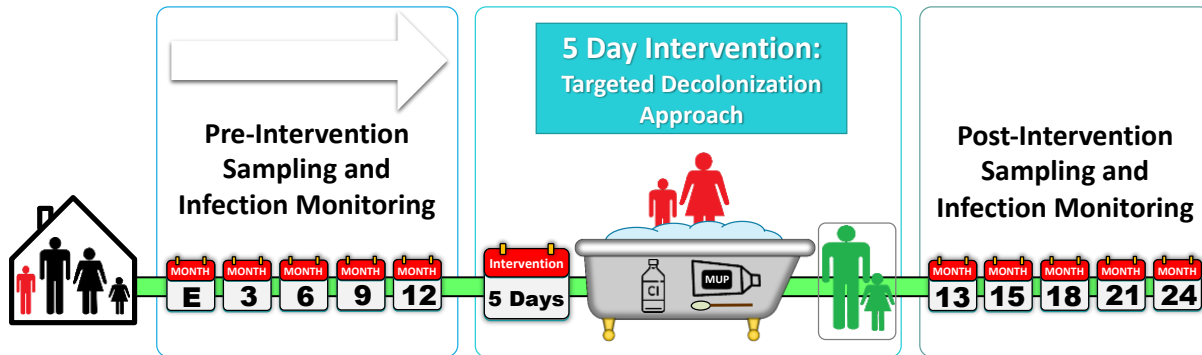 5 Day Intervention:
Targeted Decolonization
Approach
Pre-Intervention
Sampling and
Infection Monitoring
Post-Intervention
Sampling and
Infection Monitoring
MONTH
E
MONTH
3
MONTH
6
MONTH
9
MONTH
12
Intervention
5 Days
Cl
MUP
MONTH
13
MONTH
15
MONTH
18
MONTH
21
MONTH
24